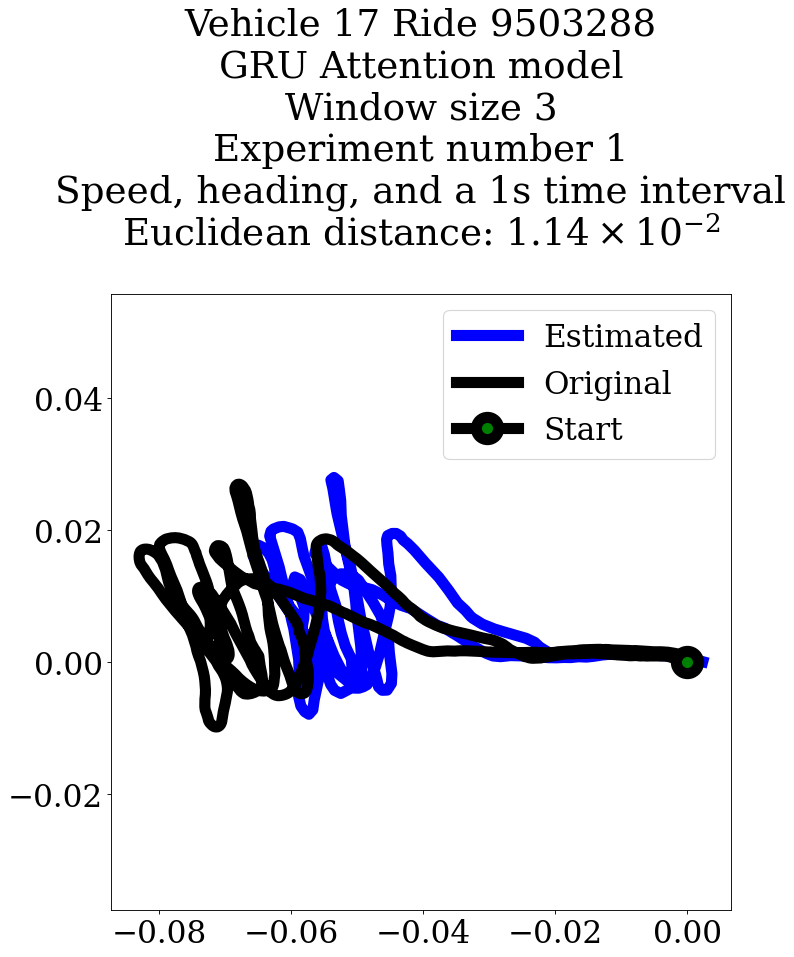 Vehicle 17 Ride 9503288
GRU Attention model
Window size 3
Experiment number 1
Speed, heading, and a 1s time interval
Euclidean distance: 1.14 × 10⁻²
Estimated
Original
Start
0.04
0.02
0.00
−0.02
−0.08 −0.06 −0.04 −0.02 0.00